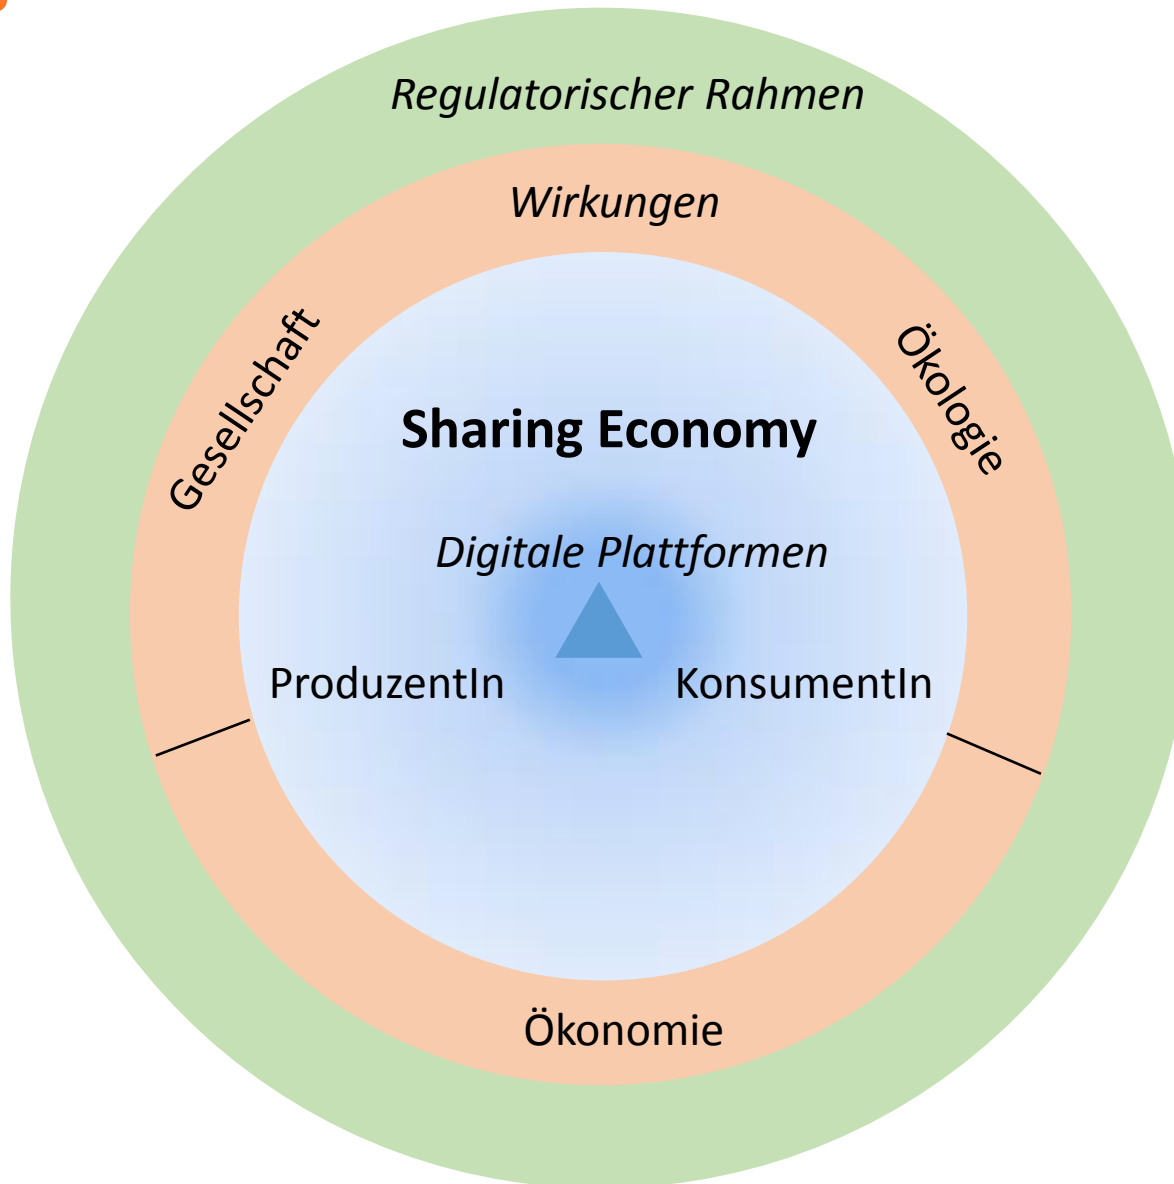 Regulatorischer Rahmen
Wirkungen
Gesellschaft
Ökologie
Sharing Economy
Digitale Plattformen
ProduzentIn
KonsumentIn
Ökonomie